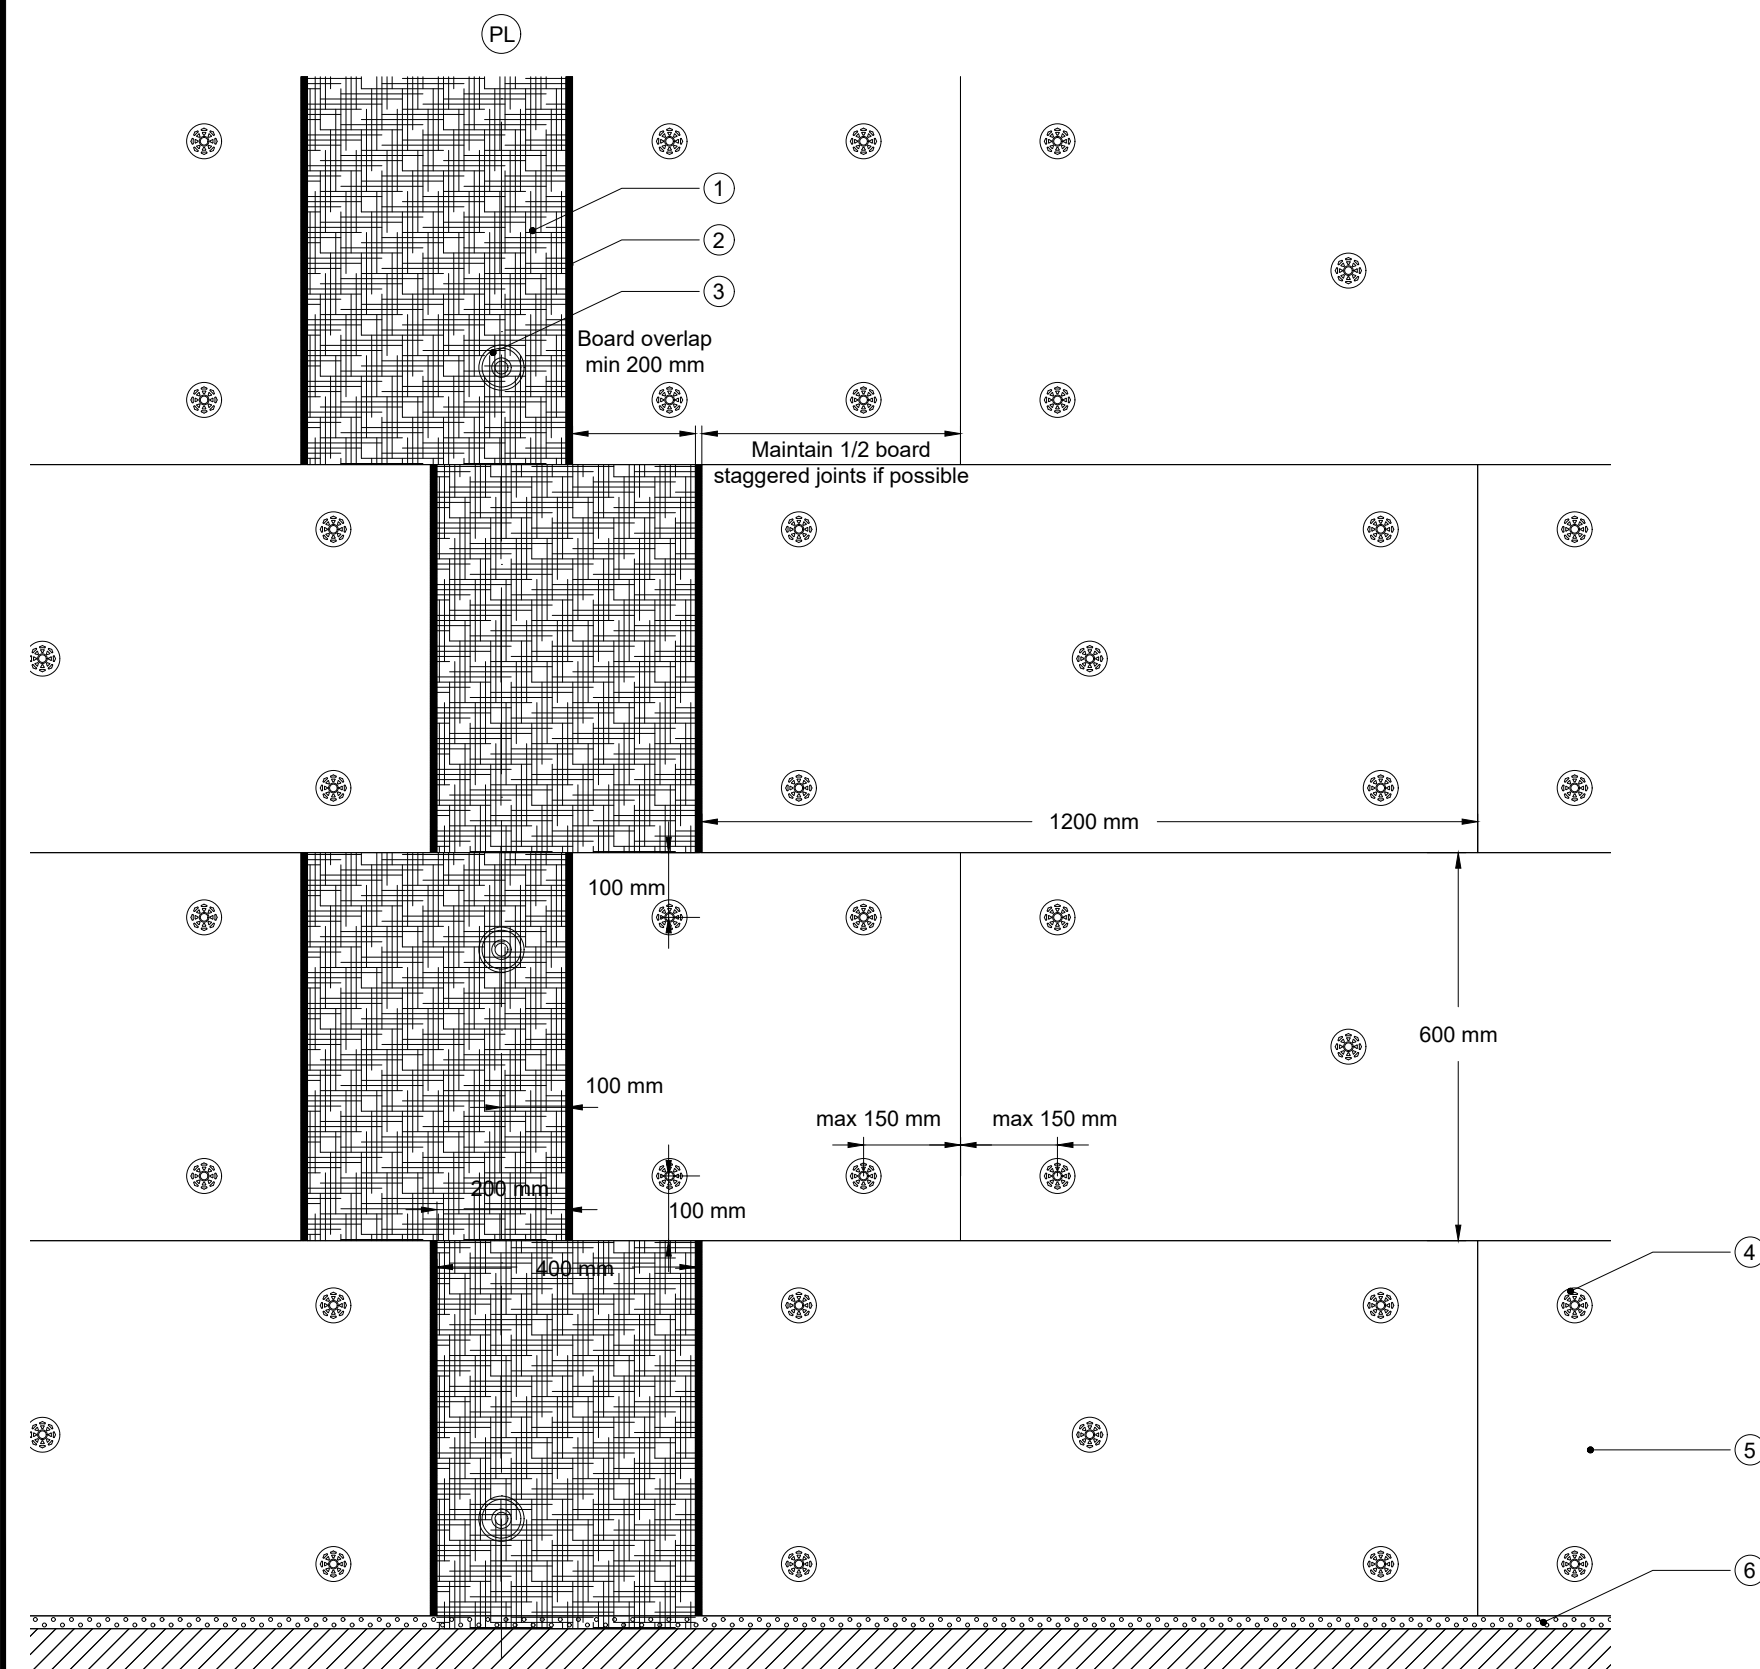 PL
1
2
3
Board overlap
min 200 mm
Maintain 1/2 board
staggered joints if possible
1200 mm
100 mm
600 mm
100 mm
max 150 mm
max 150 mm
200 mm
100 mm
4
400 mm
5
6